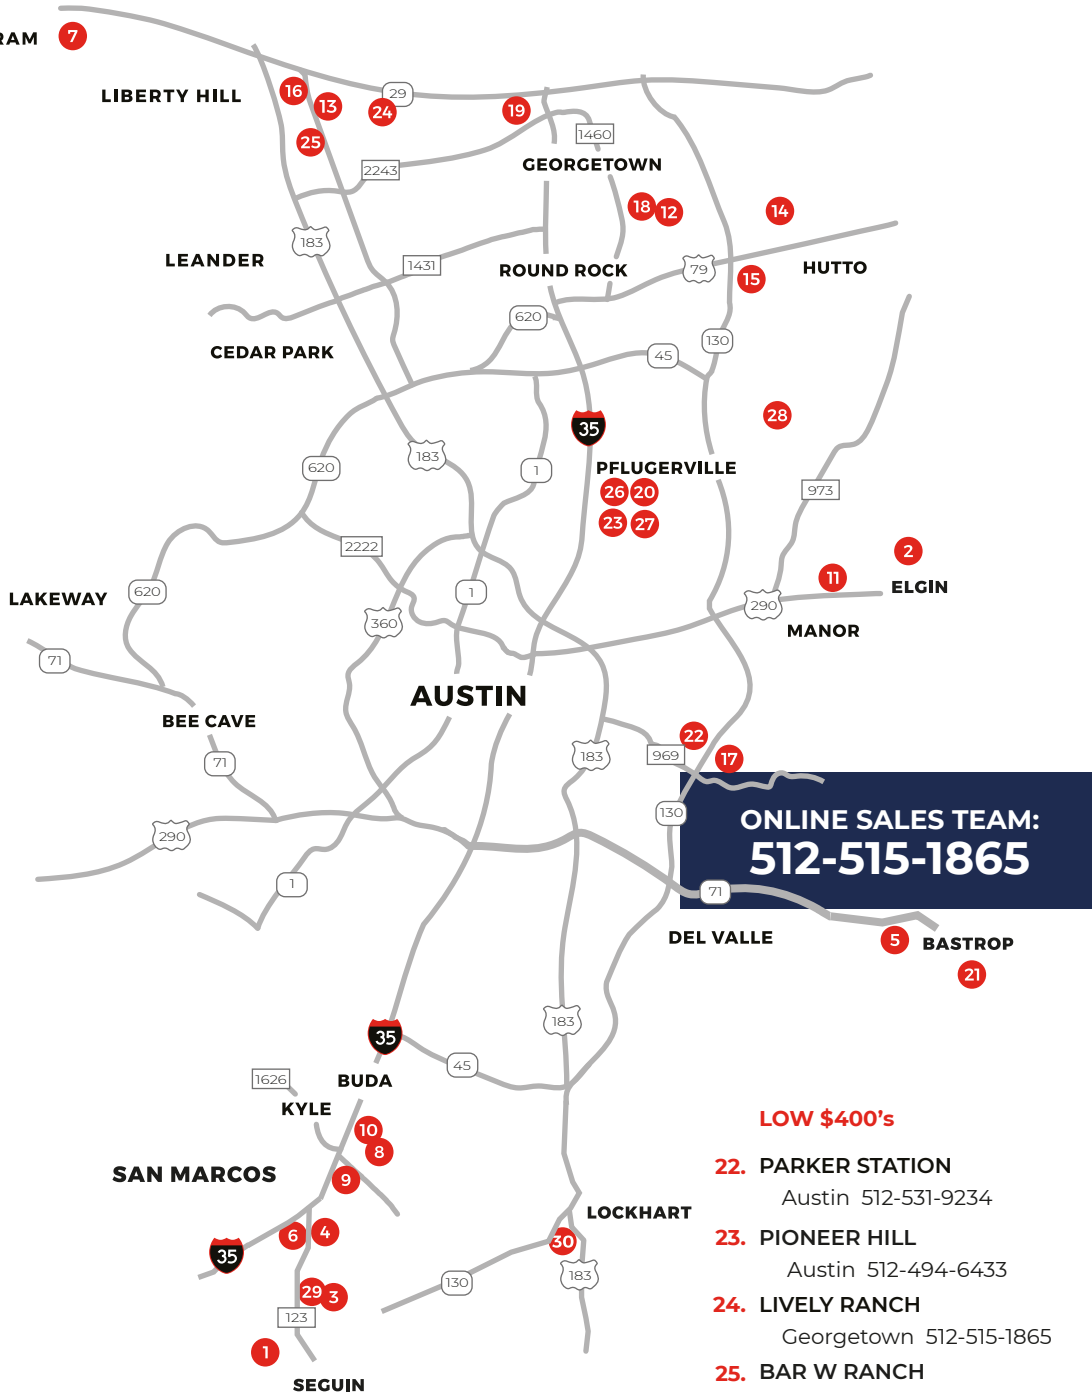 RAM
7
LIBERTY HILL
16
13
24
29
19
25
1460
GEORGETOWN
2243
18
12
14
183
LEANDER
1431
ROUND ROCK
79
HUTTO
15
620
130
CEDAR PARK
45
28
35
183
620
1
PFLUGERVILLE
26
20
973
23
27
2222
2
11
ELGIN
LAKEWAY
620
1
290
360
MANOR
71
AUSTIN
BEE CAVE
22
183
969
17
71
130
ONLINE SALES TEAM:
512-515-1865
290
1
71
DEL VALLE
5
BASTROP
21
183
35
45
1626
BUDA
KYLE
10
8
SAN MARCOS
9
LOCKHART
6
4
30
35
183
130
29
3
123
1
SEGUIN
LOW $400's
22. PARKER STATION
Austin 512-531-9234
23. PIONEER HILL
Austin 512-494-6433
24. LIVELY RANCH
Georgetown 512-515-1865
25. BAR W RANCH